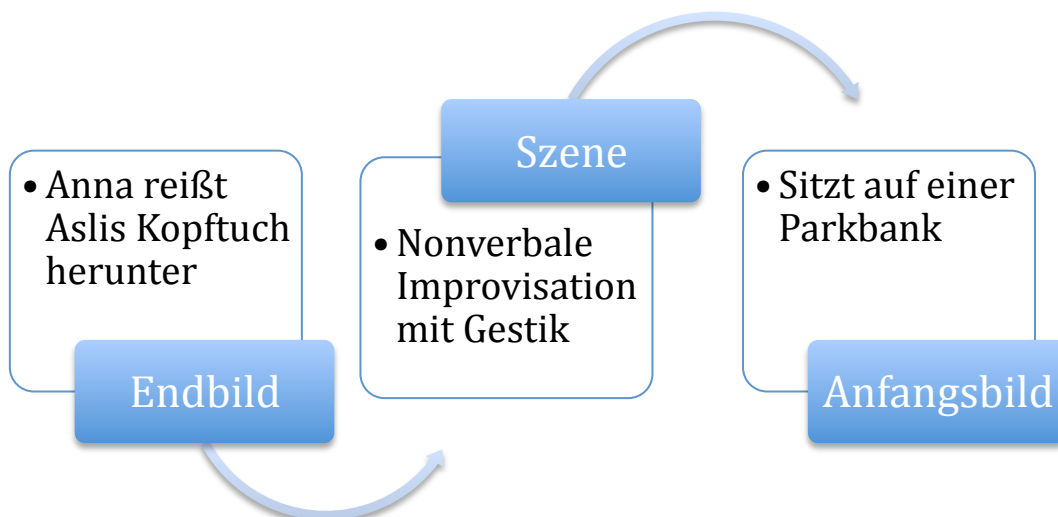 • Anna reißt
Aslis Kopftuch
herunter
Endbild
Szene
• Nonverbale
Improvisation
mit Gestik
• Sitzt auf einer
Parkbank
Anfangsbild